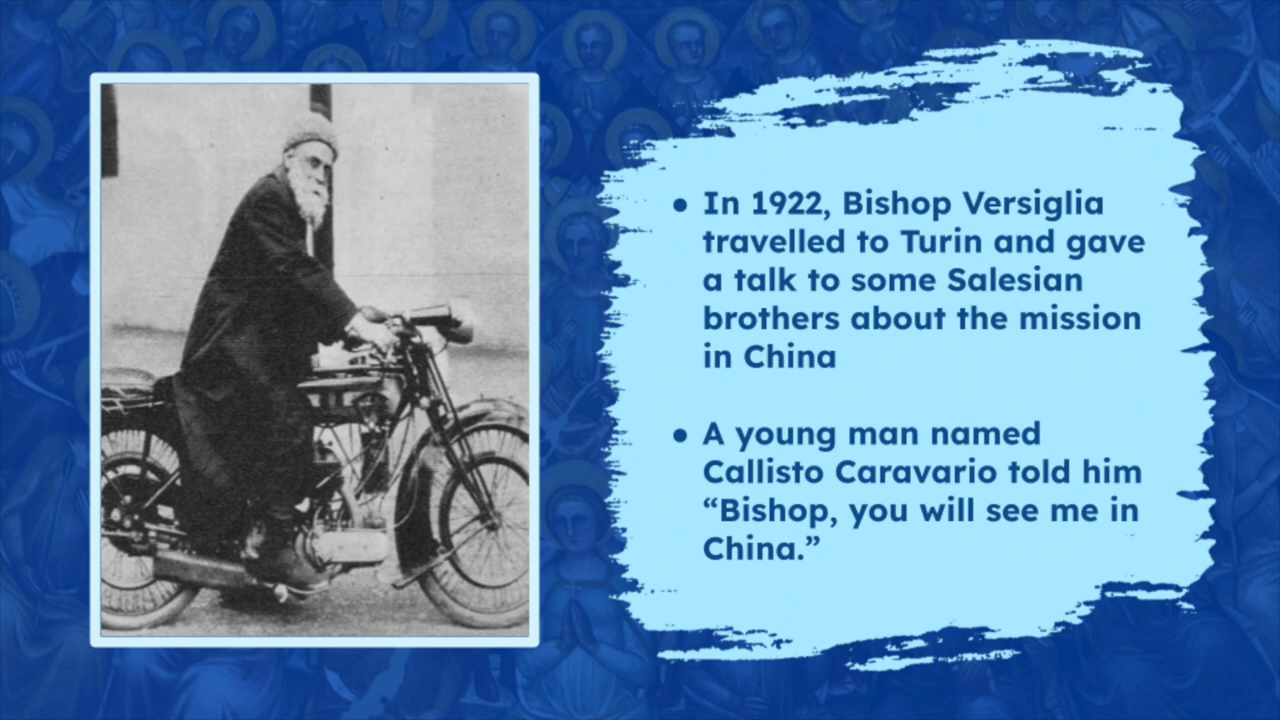 • In 1922, Bishop Versiglia
travelled to Turin and gave
a talk to some Salesian
brothers about the mission
in China
• A young man named
Callisto Caravario told him
“Bishop, you will see me in
China.”